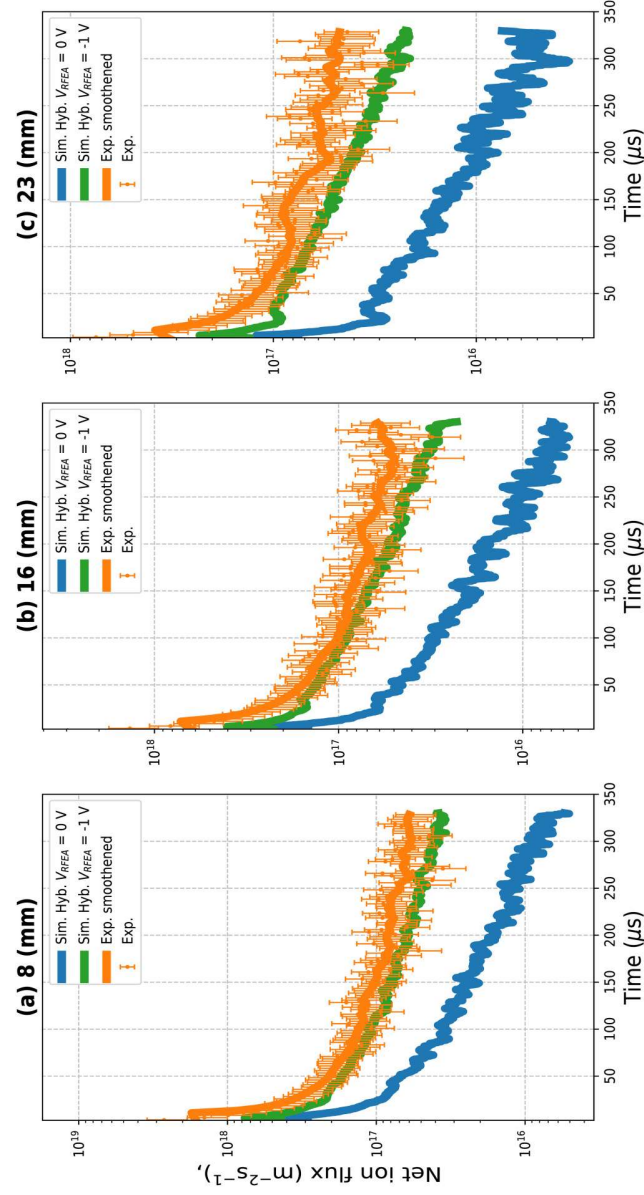 (a) 8 (mm)
Sim. Hyb. V_RFEA = 0 V
Sim. Hyb. V_RFEA = -1 V
Exp. smoothened
Exp.
10¹⁹
10¹⁸
10¹⁷
10¹⁶
Net ion flux (m⁻²s⁻¹),
50 100 150 200 250 300 350
Time (μs)
(b) 16 (mm)
Sim. Hyb. V_RFEA = 0 V
Sim. Hyb. V_RFEA = -1 V
Exp. smoothened
Exp.
10¹⁸
10¹⁷
10¹⁶
50 100 150 200 250 300 350
Time (μs)
(c) 23 (mm)
Sim. Hyb. V_RFEA = 0 V
Sim. Hyb. V_RFEA = -1 V
Exp. smoothened
Exp.
10¹⁸
10¹⁷
10¹⁶
50 100 150 200 250 300 350
Time (μs)